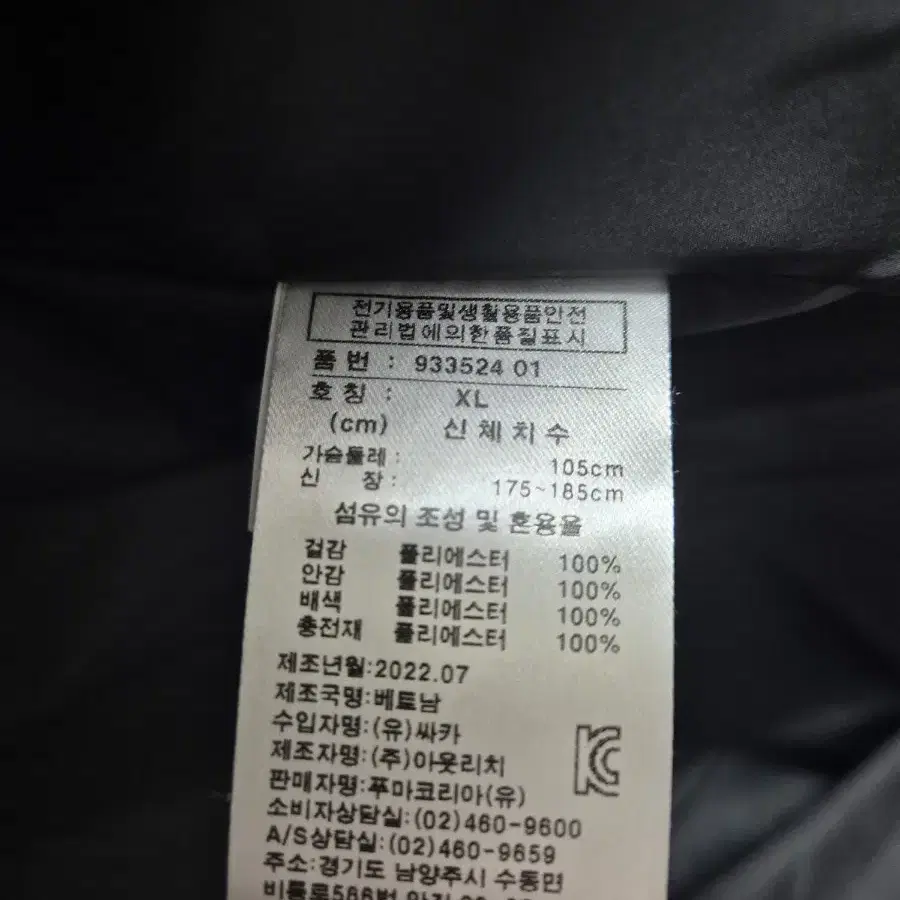 전기용품및생활용품안전
관리법에의한품질표시
품 번 : 933524 01
호 칭 : XL
(cm) 신 체 치 수
가슴둘레 : 105cm
신 장 : 175~185cm
섬유의 조성 및 혼용율
겉감 폴리에스터 100%
안감 폴리에스터 100%
배색 폴리에스터 100%
충전재 폴리에스터 100%
제조년월:2022.07
제조국명:베트남
수입자명:(유)싸카
제조자명:(주)아웃리치
판매자명:푸마코리아(유)
소비자상담실:(02)460-9600
A/S상담실:(02)460-9659
주소:경기도 남양주시 수동면